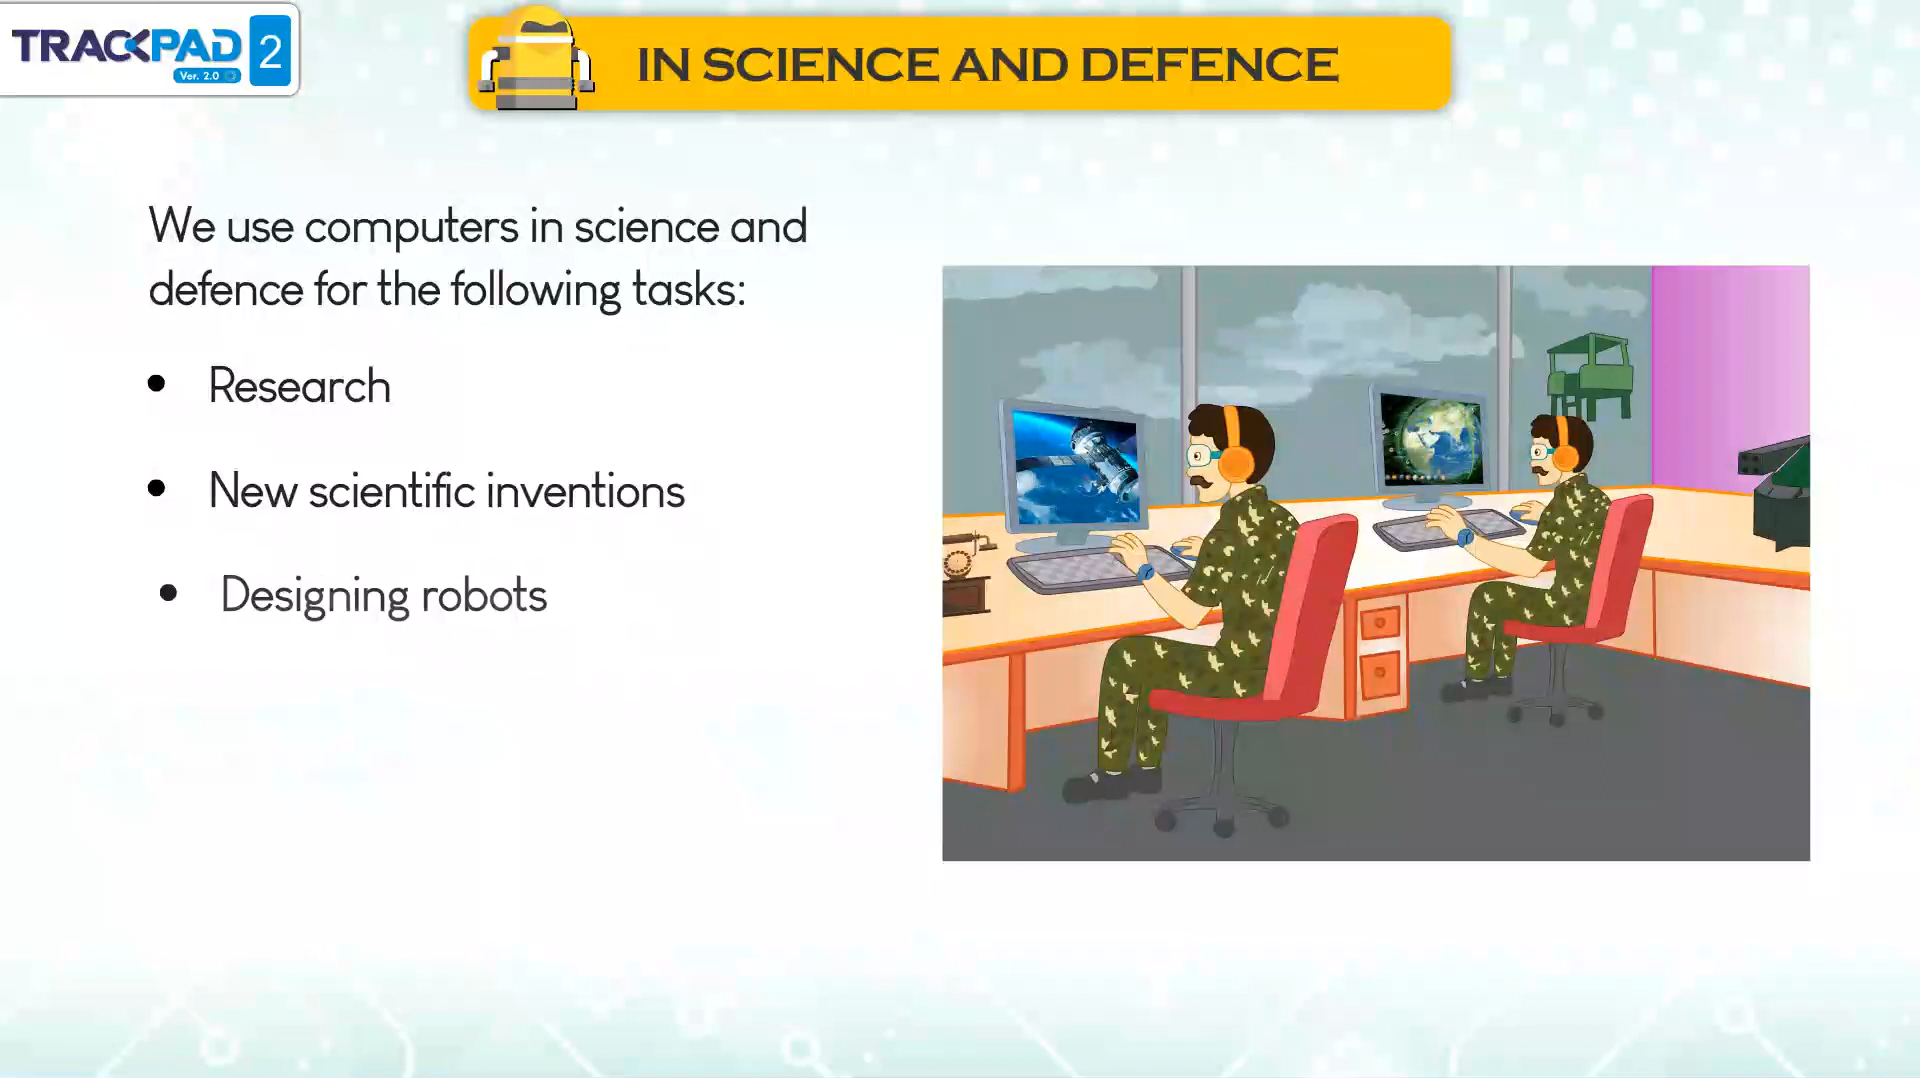 TRACKPAD 2
Ver. 2.0
IN SCIENCE AND DEFENCE
We use computers in science and
defence for the following tasks:
• Research
• New scientific inventions
• Designing robots